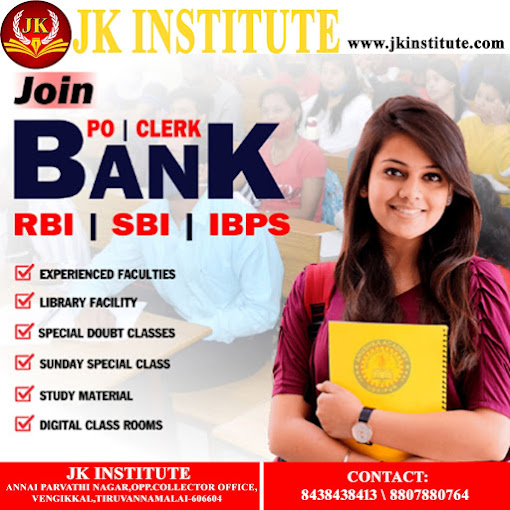 JK
JK INSTITUTE
www.jkinstitute.com
Join
PO | CLERK
BANK
RBI | SBI | IBPS
EXPERIENCED FACULTIES
LIBRARY FACILITY
SPECIAL DOUBT CLASSES
SUNDAY SPECIAL CLASS
STUDY MATERIAL
DIGITAL CLASS ROOMS
JK INSTITUTE
ANNAI PARVATHI NAGAR,OPP.COLLECTOR OFFICE,
VENGIKKAL,TIRUVANNAMALAI-606604
CONTACT:
8438438413 \ 8807880764